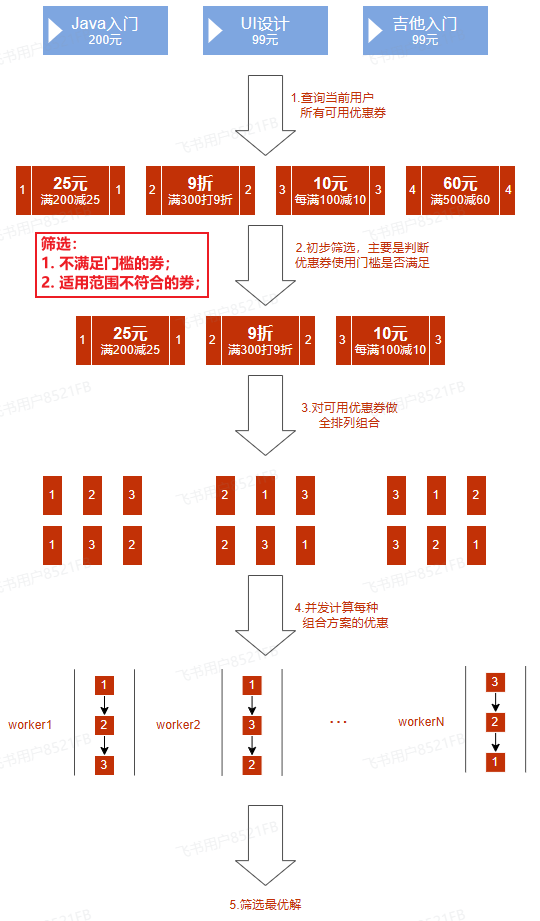 Java入门
200元
UI设计
99元
吉他入门
99元
1.查询当前用户
所有可用优惠券
1
25元
满200减25
1
2
9折
满300打9折
2
3
10元
每满100减10
3
4
60元
满500减60
4
筛选：
1. 不满足门槛的券；
2. 适用范围不符合的券；
2.初步筛选，主要是判断
优惠券使用门槛是否满足
1
25元
满200减25
1
2
9折
满300打9折
2
3
10元
每满100减10
3
3.对可用优惠券做
全排列组合
1 2 3
2 1 3
3 1 2
1 3 2
2 3 1
3 2 1
4.并发计算每种
组合方案的优惠
worker1
1
2
3
worker2
1
3
2
...
workerN
3
2
1
5.筛选最优解
飞书用户8521FB